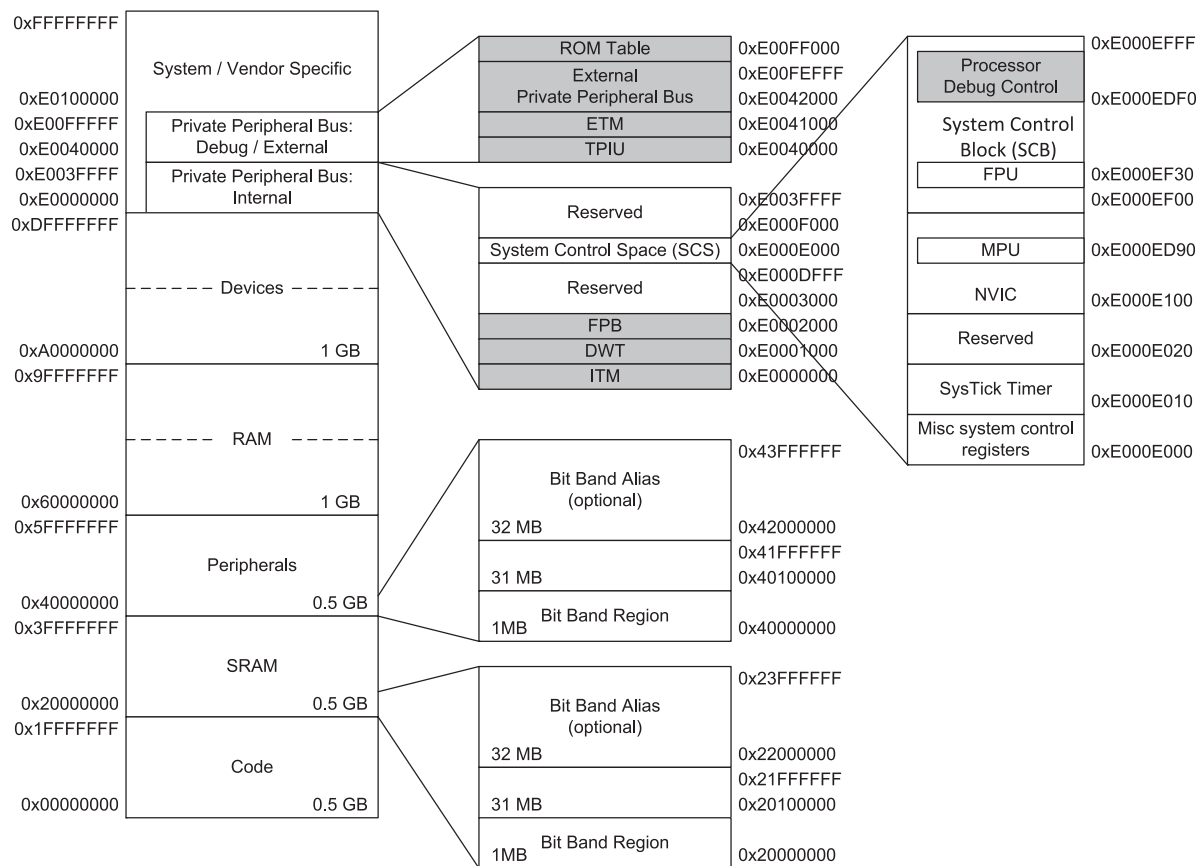 0xFFFFFFFF
System / Vendor Specific
0xE0100000
0xE00FFFFF
Private Peripheral Bus:
Debug / External
0xE0040000
0xE003FFFF
Private Peripheral Bus:
Internal
0xE0000000
0xDFFFFFFF
Devices
0xA0000000
1 GB
0x9FFFFFFF
RAM
0x60000000
1 GB
0x5FFFFFFF
Peripherals
0x40000000
0.5 GB
0x3FFFFFFF
SRAM
0x20000000
0.5 GB
0x1FFFFFFF
Code
0x00000000
0.5 GB
ROM Table
0xE00FF000
External
Private Peripheral Bus
0xE00FEFFF
0xE0042000
ETM
0xE0041000
TPIU
0xE0040000
Reserved
0xE003FFFF
0xE000F000
System Control Space (SCS)
0xE000E000
Reserved
0xE000DFFF
0xE0003000
FPB
0xE0002000
DWT
0xE0001000
ITM
0xE0000000
0x43FFFFFF
Bit Band Alias
(optional)
32 MB
0x42000000
0x41FFFFFF
31 MB
0x40100000
Bit Band Region
1MB
0x40000000
0x23FFFFFF
Bit Band Alias
(optional)
32 MB
0x22000000
0x21FFFFFF
31 MB
0x20100000
Bit Band Region
1MB
0x20000000
0xE000EFFF
Processor
Debug Control
0xE000EDF0
System Control
Block (SCB)
FPU
0xE000EF30
0xE000EF00
MPU
0xE000ED90
NVIC
0xE000E100
Reserved
0xE000E020
SysTick Timer
0xE000E010
Misc system control
registers
0xE000E000